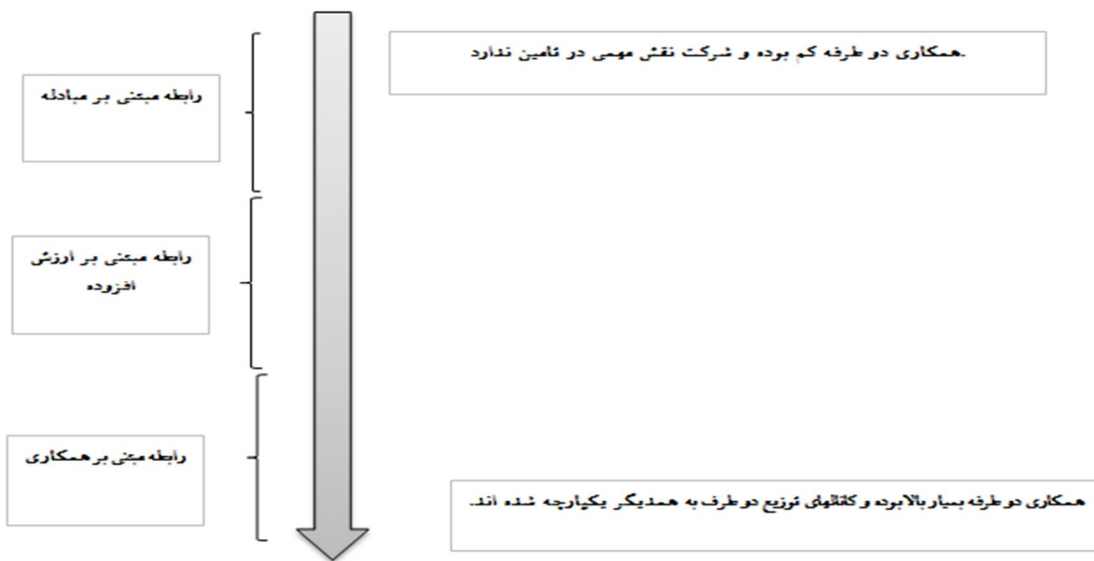 همکاری دو طرفه کم بوده و شرکت نقش مهمی در تامین ندارد.
رابطه مبتنی بر مبادله
رابطه مبتنی بر ارزش
افزوده
رابطه مبتنی بر همکاری
همکاری دو طرفه بسیار بالا بوده و کانالهای توزیع دو طرف به همدیگر یکپارچه شده اند.